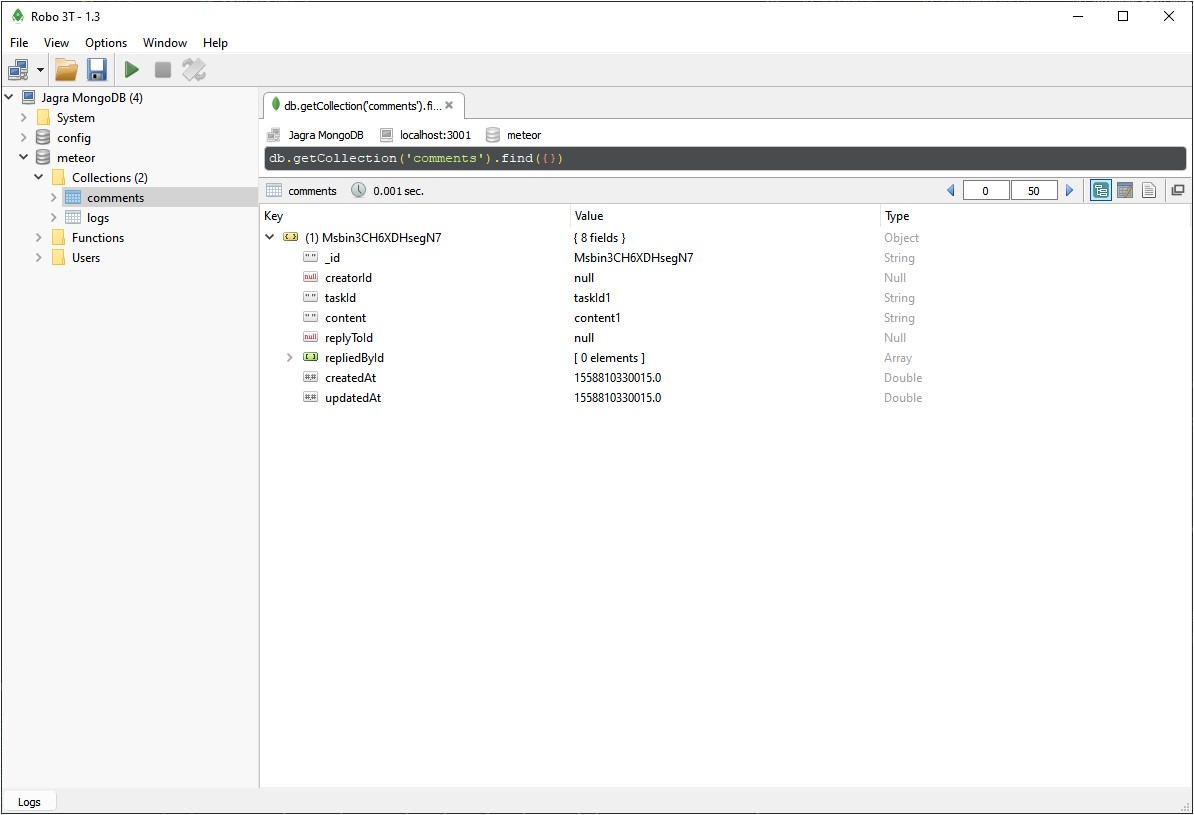 Robo 3T - 1.3
File View Options Window Help
Jagra MongoDB (4)
System
config
meteor
Collections (2)
comments
logs
Functions
Users
db.getCollection('comments').fi...
Jagra MongoDB localhost:3001 meteor
db.getCollection('comments').find({})
comments 0.001 sec. 0 50
Key Value Type
(1) Msbin3CH6XDHsegN7 { 8 fields } Object
"" _id Msbin3CH6XDHsegN7 String
null creatorId null Null
"" taskId taskId1 String
"" content content1 String
null replyToId null Null
repliedById [ 0 elements ] Array
## createdAt 1558810330015.0 Double
## updatedAt 1558810330015.0 Double
Logs